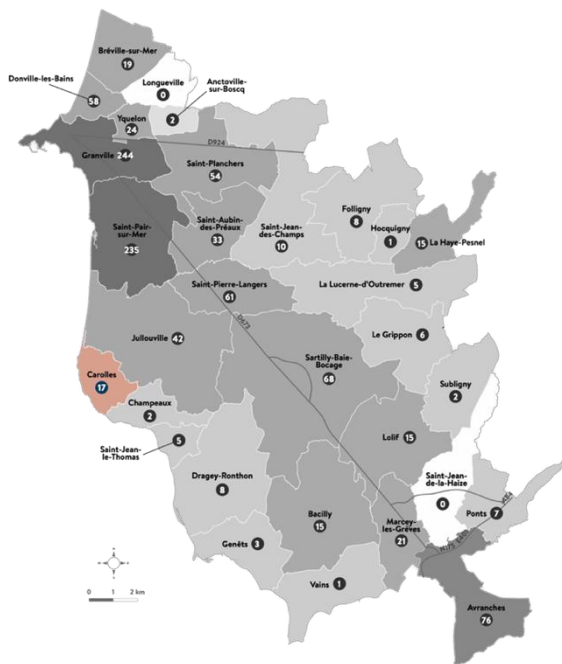 Bréville-sur-Mer
19
Longueville
0
Donville-les-Bains
58
Anctoville-
sur-Boscq
2
Yquelon
24
D924
Granville 244
Saint-Planchers
54
Saint-Pair-
sur-Mer
235
Saint-Aubin-
des-Préaux
33
Saint-Jean-
des-Champs
10
Folligny
8
Hocquigny
1
15
La Haye-Pesnel
Saint-Pierre-Langers
61
La Lucerne-d'Outremer
5
D673
Jullouville 42
Le Grippon 6
Sartilly-Baie-
Bocage
68
Carolles
17
Champeaux
2
Subligny
2
Saint-Jean-
le-Thomas
5
Lolif 15
Dragey-Ronthon
8
Saint-Jean-
de-la-Haize
0
Ponts 7
Bacilly
15
Marcey-
les-Grèves
21
Genêts 3
Vains 1
Avranches
76
0 1 2 km